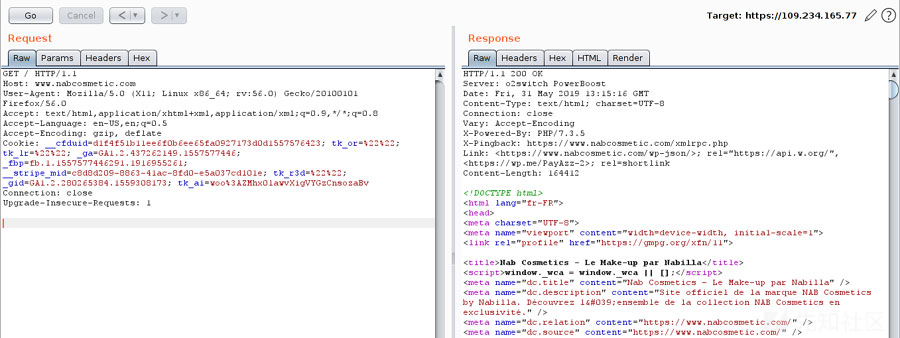 Go
Cancel
<
>
Target: https://109.234.165.77
?
Request
Raw
Params
Headers
Hex
GET / HTTP/1.1
Host: www.nabcosmetic.com
User-Agent: Mozilla/5.0 (X11; Linux x86_64; rv:56.0) Gecko/20100101
Firefox/56.0
Accept: text/html,application/xhtml+xml,application/xml;q=0.9,*/*;q=0.8
Accept-Language: en-US,en;q=0.5
Accept-Encoding: gzip, deflate
Cookie: __cfduid=d1f4f51b11ee6f0b6ee65fa0927173d0d1557576423; tk_or=%22%22;
tk_lr=%22%22; _ga=GA1.2.437262149.1557577446;
_fbp=fb.1.1557577446291.1916955261;
__stripe_mid=c8d8d209-8863-41ac-8fd0-e5a037cd101e; tk_r3d=%22%22;
_gid=GA1.2.280265384.1559308173; tk_ai=woo%3AZMhxOlawvXigVYGzCnsozaBv
Connection: close
Upgrade-Insecure-Requests: 1
Response
Raw
Headers
Hex
HTML
Render
HTTP/1.1 200 OK
Server: o2switch PowerBoost
Date: Fri, 31 May 2019 13:15:16 GMT
Content-Type: text/html; charset=UTF-8
Connection: close
Vary: Accept-Encoding
X-Powered-By: PHP/7.3.5
X-Pingback: https://www.nabcosmetic.com/xmlrpc.php
Link: <https://www.nabcosmetic.com/wp-json/>; rel="https://api.w.org/",
<https://wp.me/PayAzz-2>; rel=shortlink
Content-Length: 164412
<!DOCTYPE html>
<html lang="fr-FR">
<head>
<meta charset="UTF-8">
<meta name="viewport" content="width=device-width, initial-scale=1">
<link rel="profile" href="https://gmpg.org/xfn/11">
<title>Nab Cosmetics – Le Make-up par Nabilla</title>
<script>window._wca = window._wca || [];</script>
<meta name="dc.title" content="Nab Cosmetics - Le Make-up par Nabilla" />
<meta name="dc.description" content="Site officiel de la marque NAB Cosmetics
by Nabilla. Découvrez l&#039;ensemble de la collection NAB Cosmetics en
exclusivité." />
<meta name="dc.relation" content="https://www.nabcosmetic.com/" />
<meta name="dc.source" content="https://www.nabcosmetic.com/" />
先知社区